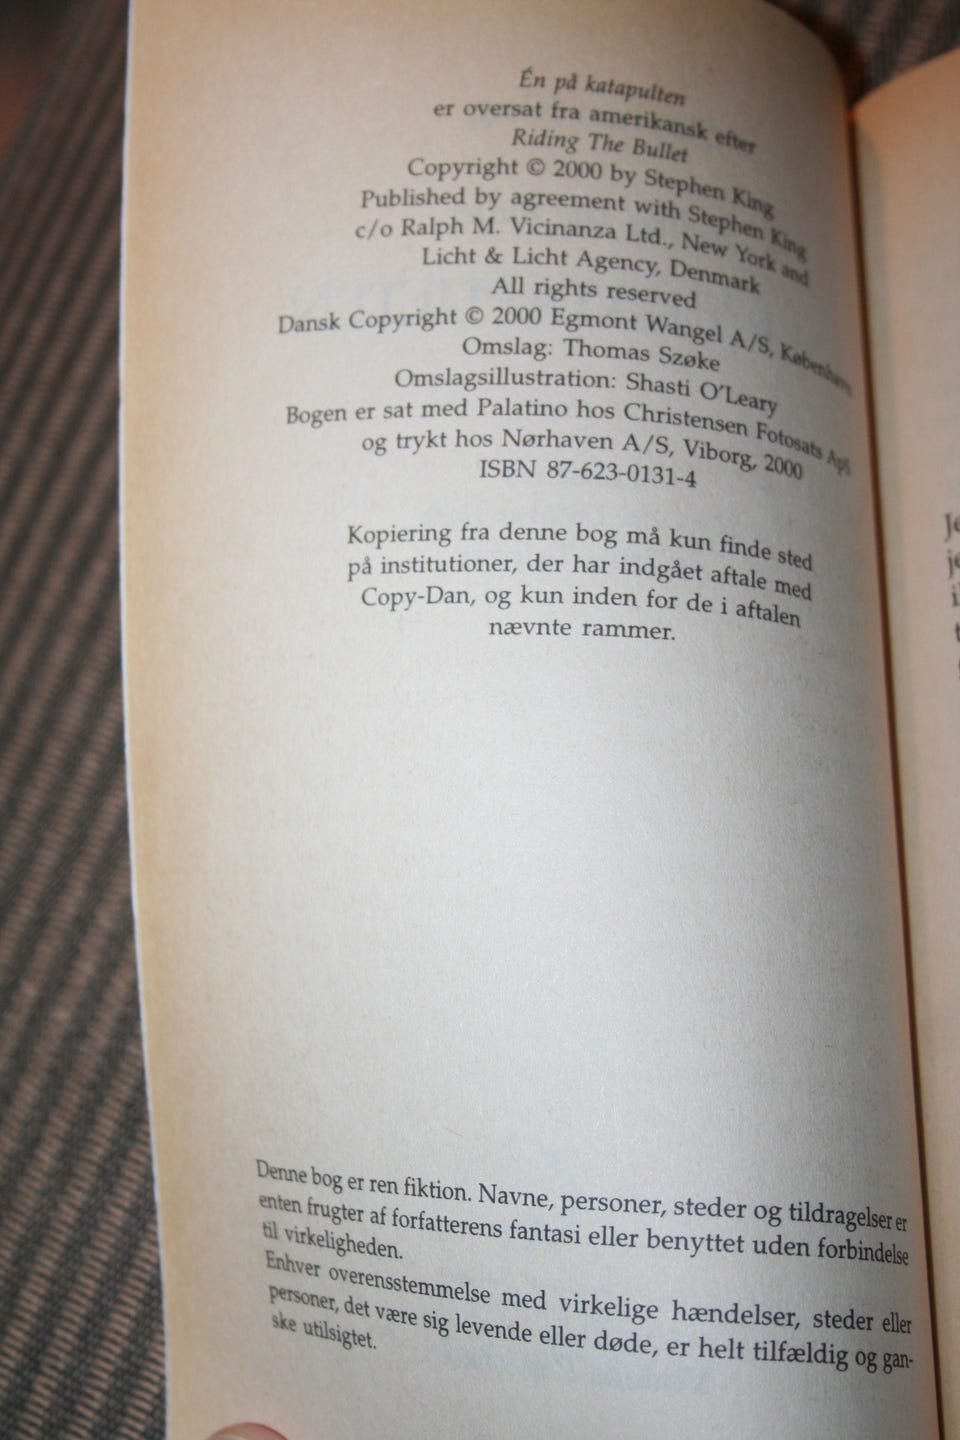 Én på katapulten
er oversat fra amerikansk efter
Riding The Bullet
Copyright © 2000 by Stephen King
Published by agreement with Stephen King
c/o Ralph M. Vicinanza Ltd., New York and
Licht & Licht Agency, Denmark
All rights reserved
Dansk Copyright © 2000 Egmont Wangel A/S, København
Omslag: Thomas Szøke
Omslagsillustration: Shasti O'Leary
Bogen er sat med Palatino hos Christensen Fotosats ApS
og trykt hos Nørhaven A/S, Viborg, 2000
ISBN 87-623-0131-4
Kopiering fra denne bog må kun finde sted
på institutioner, der har indgået aftale med
Copy-Dan, og kun inden for de i aftalen
nævnte rammer.
Denne bog er ren fiktion. Navne, personer, steder og tildragelser er
enten frugter af forfatterens fantasi eller benyttet uden forbindelse
til virkeligheden.
Enhver overensstemmelse med virkelige hændelser, steder eller
personer, det være sig levende eller døde, er helt tilfældig og gan-
ske utilsigtet.